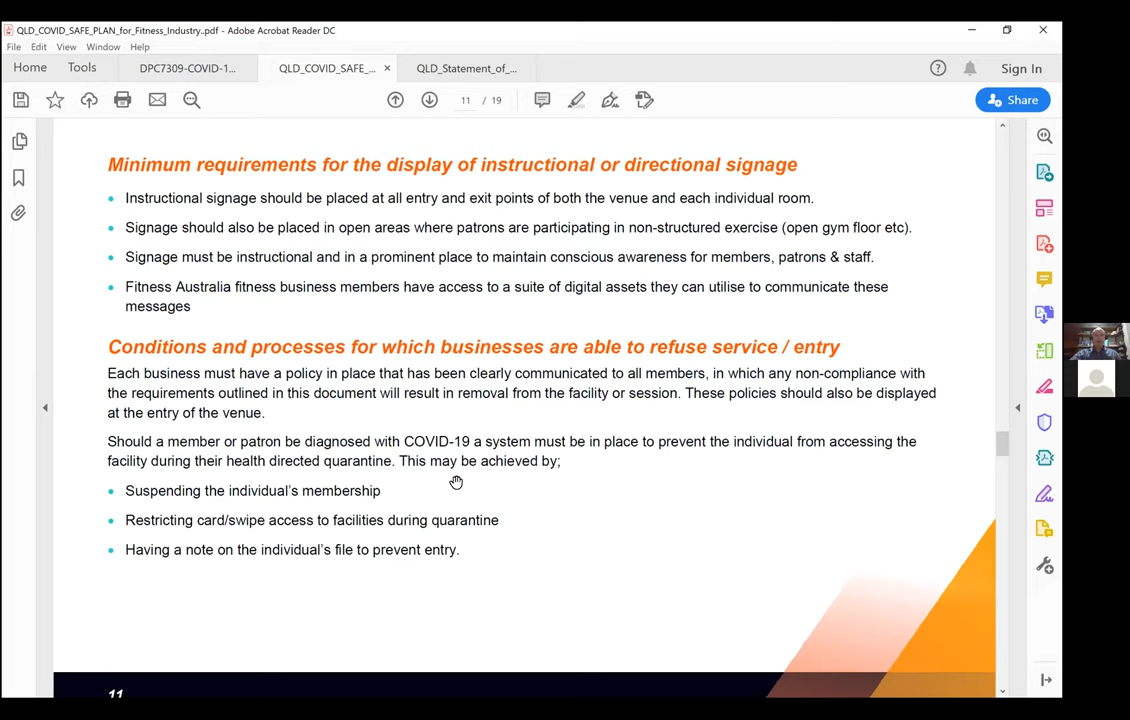 QLD_COVID_SAFE_PLAN_for_Fitness_Industry..pdf - Adobe Acrobat Reader DC
File Edit View Window Help
Home Tools DPC7309-COVID-1... QLD_COVID_SAFE_... × QLD_Statement_of_... Sign In
11 / 19 Share
Minimum requirements for the display of instructional or directional signage
• Instructional signage should be placed at all entry and exit points of both the venue and each individual room.
• Signage should also be placed in open areas where patrons are participating in non-structured exercise (open gym floor etc).
• Signage must be instructional and in a prominent place to maintain conscious awareness for members, patrons & staff.
• Fitness Australia fitness business members have access to a suite of digital assets they can utilise to communicate these
messages
Conditions and processes for which businesses are able to refuse service / entry
Each business must have a policy in place that has been clearly communicated to all members, in which any non-compliance with
the requirements outlined in this document will result in removal from the facility or session. These policies should also be displayed
at the entry of the venue.
Should a member or patron be diagnosed with COVID-19 a system must be in place to prevent the individual from accessing the
facility during their health directed quarantine. This may be achieved by;
• Suspending the individual's membership
• Restricting card/swipe access to facilities during quarantine
• Having a note on the individual's file to prevent entry.
11